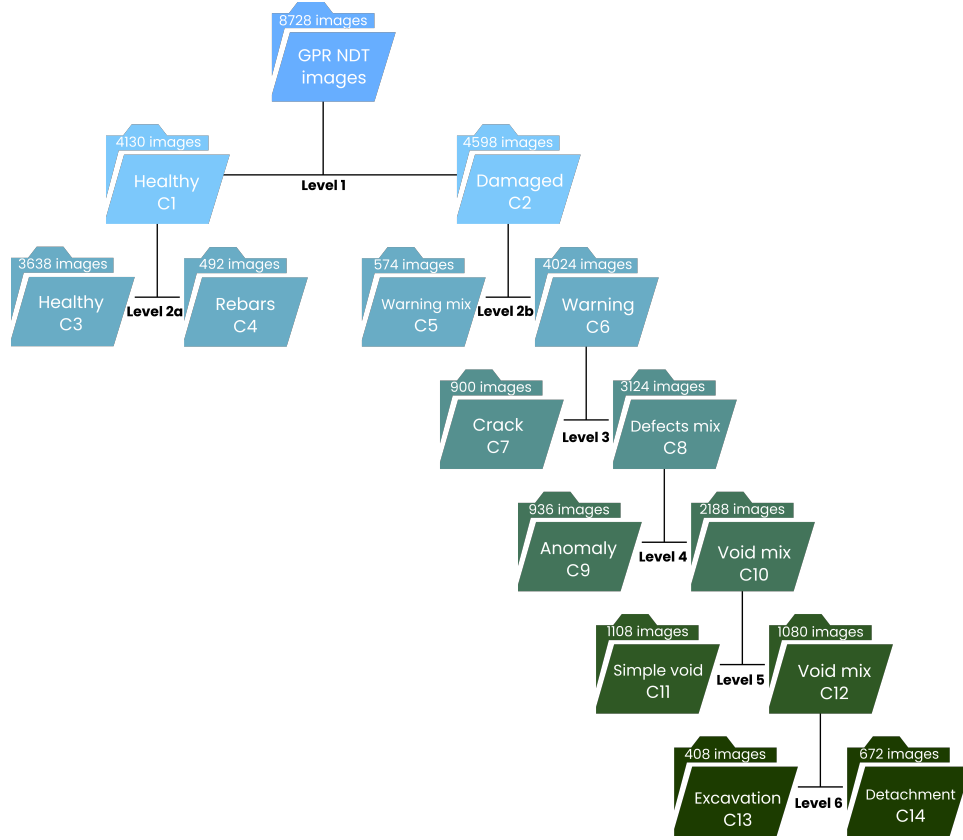 8728 images
GPR NDT
images
4130 images
Healthy
C1
4598 images
Damaged
C2
Level 1
3638 images
Healthy
C3
492 images
Rebars
C4
Level 2a
574 images
Warning mix
C5
4024 images
Warning
C6
Level 2b
900 images
Crack
C7
3124 images
Defects mix
C8
Level 3
936 images
Anomaly
C9
2188 images
Void mix
C10
Level 4
1108 images
Simple void
C11
1080 images
Void mix
C12
Level 5
408 images
Excavation
C13
672 images
Detachment
C14
Level 6